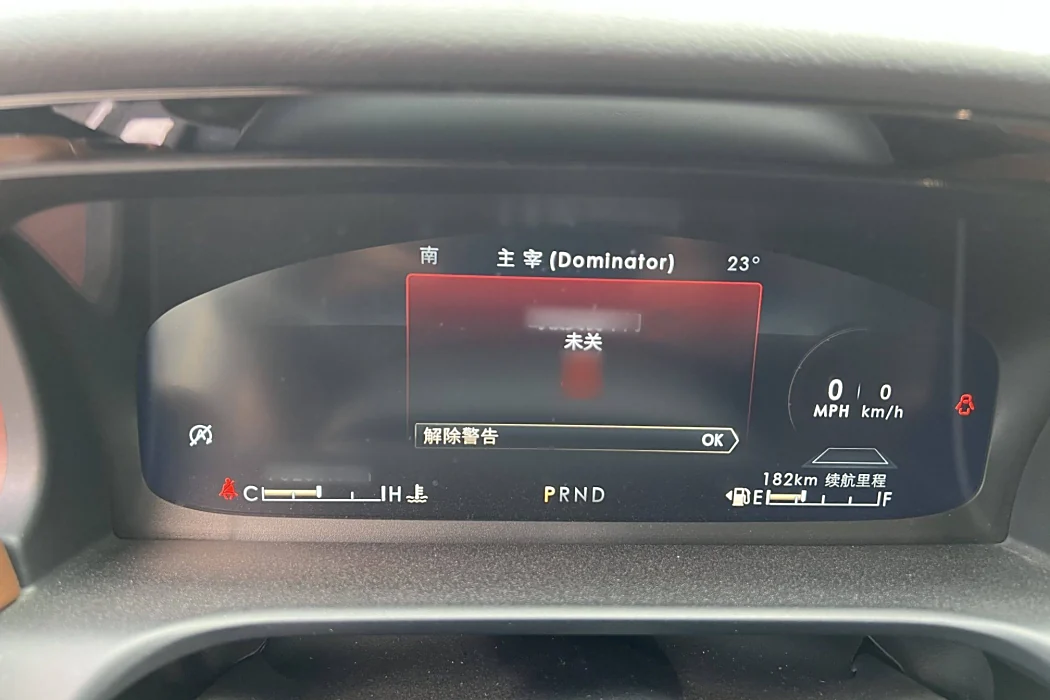 南 主宰(Dominator) 23°
未关
0 0
MPH km/h
解除警告 OK
182km 续航里程
C H PRND E F